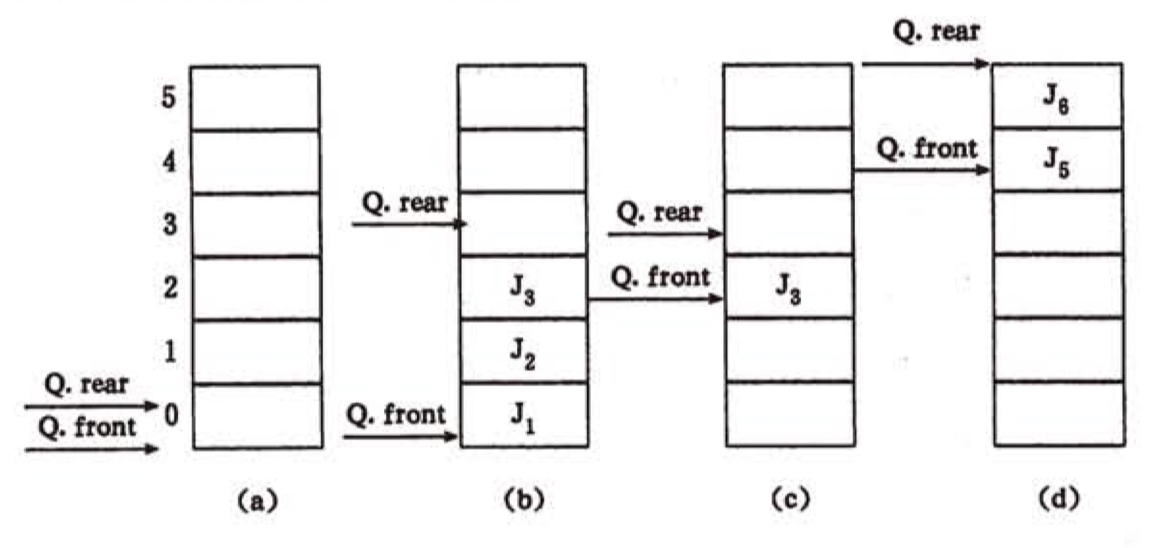 Q. rear
5
J₆
4
Q. front
J₅
3
Q. rear
Q. rear
2
J₃
Q. front
J₃
1
J₂
Q. rear
0
Q. front
Q. front
J₁
(a)
(b)
(c)
(d)